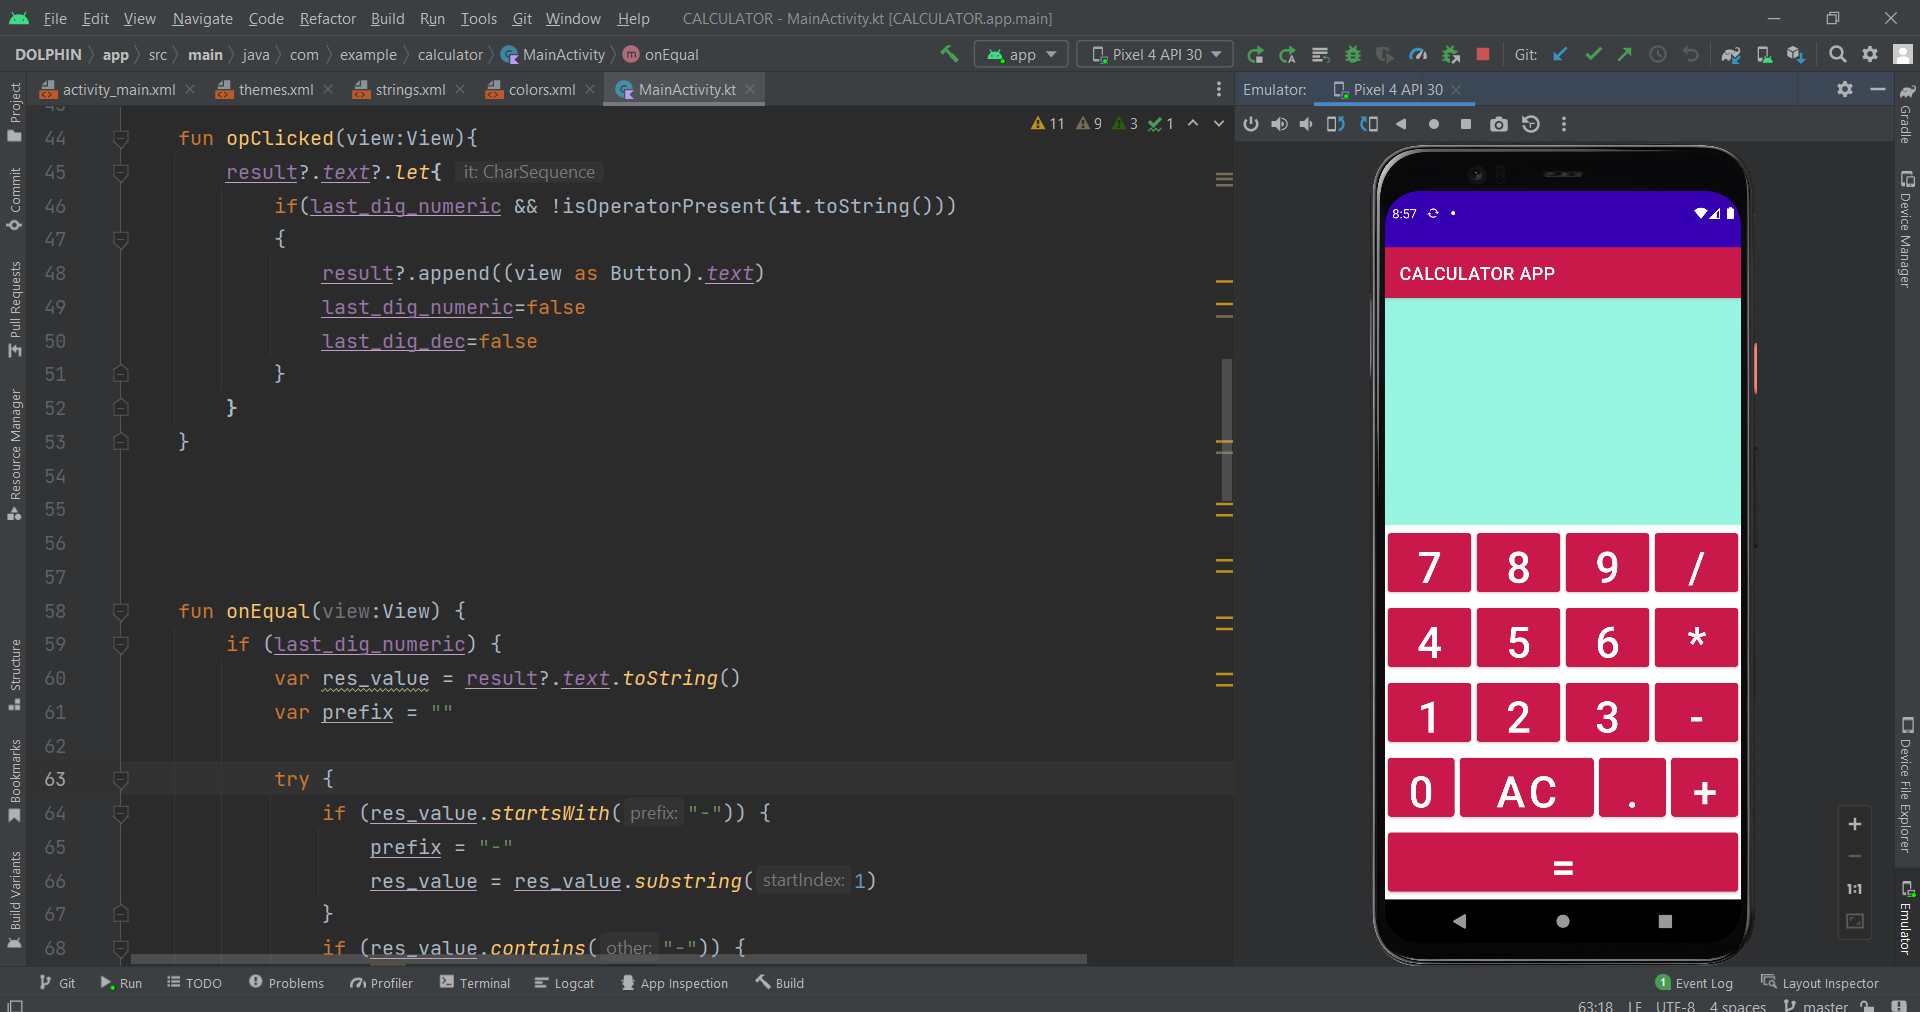 File Edit View Navigate Code Refactor Build Run Tools Git Window Help CALCULATOR - MainActivity.kt [CALCULATOR.app.main]
DOLPHIN app src main java com example calculator MainActivity onEqual app Pixel 4 API 30 Git:
activity_main.xml themes.xml strings.xml colors.xml MainActivity.kt
Emulator: Pixel 4 API 30
11 9 3 1
Project
Commit
Pull Requests
Resource Manager
Structure
Bookmarks
Build Variants
44 fun opClicked(view:View){
45 result?.text?.let{ it: CharSequence
46 if(last_dig_numeric && !isOperatorPresent(it.toString()))
47 {
48 result?.append((view as Button).text)
49 last_dig_numeric=false
50 last_dig_dec=false
51 }
52 }
53 }
54
55
56
57
58 fun onEqual(view:View) {
59 if (last_dig_numeric) {
60 var res_value = result?.text.toString()
61 var prefix = ""
62
63 try {
64 if (res_value.startsWith( prefix: "-")) {
65 prefix = "-"
66 res_value = res_value.substring( startIndex: 1)
67 }
68 if (res_value.contains( other: "-")) {
8:57
CALCULATOR APP
7 8 9 /
4 5 6 *
1 2 3 -
0 AC . +
=
+
−
1:1
Gradle
Device Manager
Device File Explorer
Emulator
Git Run TODO Problems Profiler Terminal Logcat App Inspection Build 1 Event Log Layout Inspector
63:18 LF UTF-8 4 spaces master